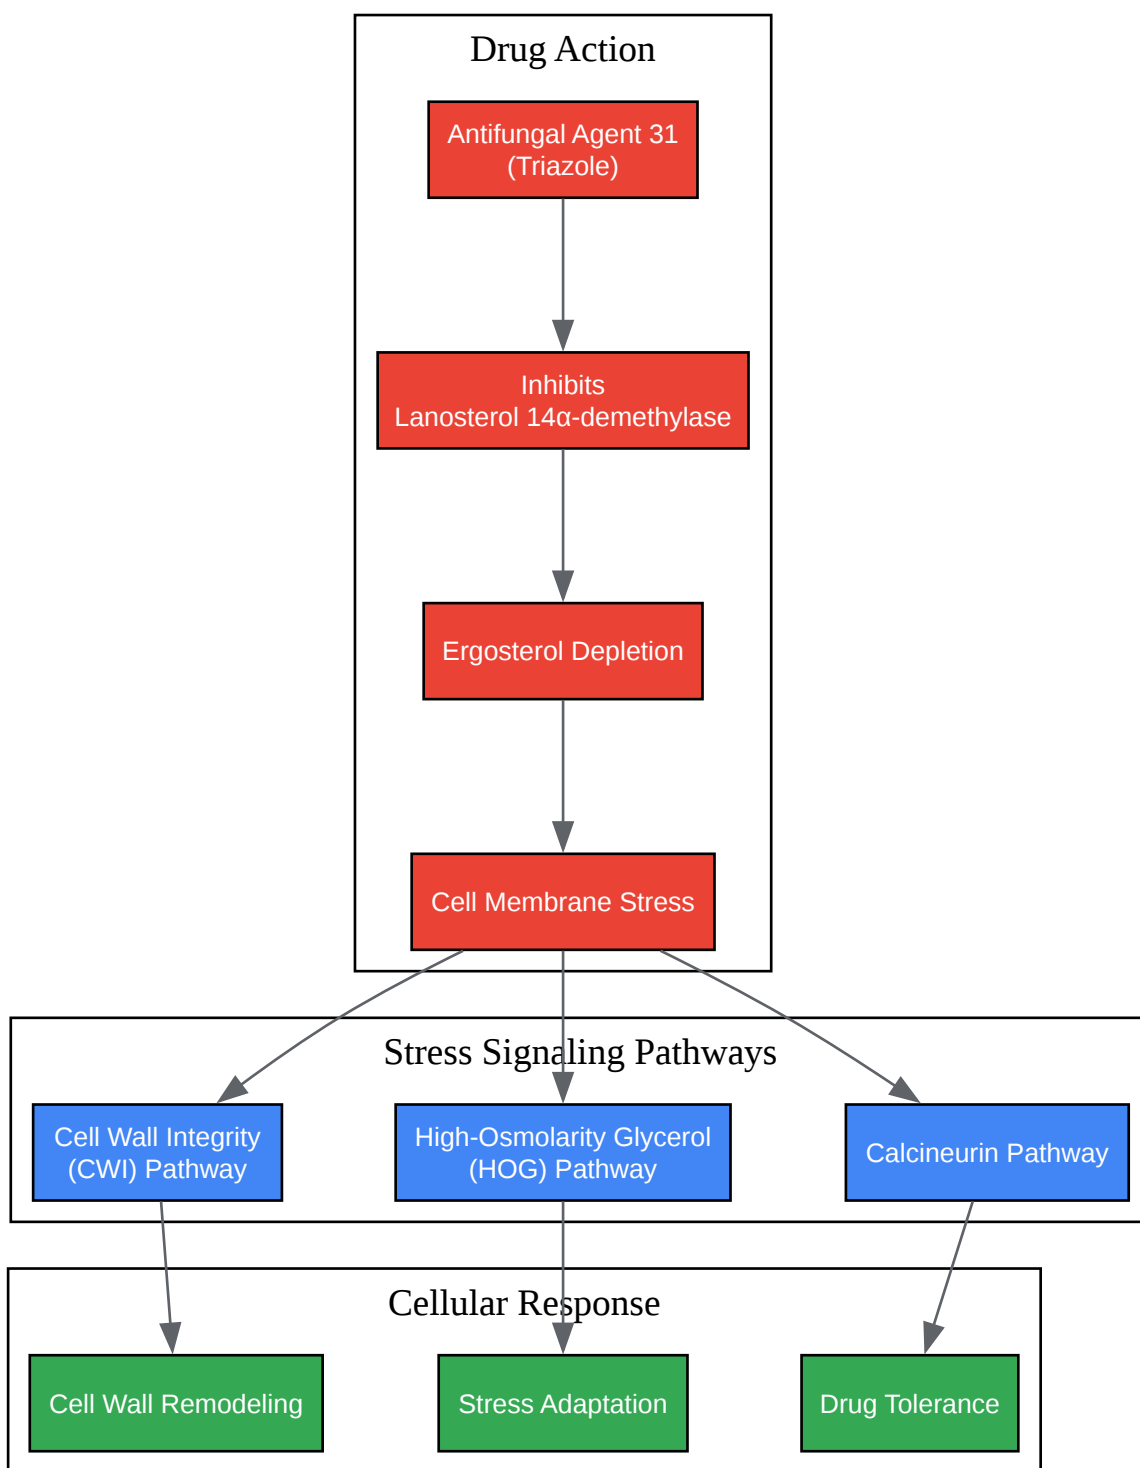 Drug Action
Antifungal Agent 31
(Triazole)
Inhibits
Lanosterol 14α-demethylase
Ergosterol Depletion
Cell Membrane Stress
Stress Signaling Pathways
Cell Wall Integrity
(CWI) Pathway
High-Osmolarity Glycerol
(HOG) Pathway
Calcineurin Pathway
Cellular Response
Cell Wall Remodeling
Stress Adaptation
Drug Tolerance